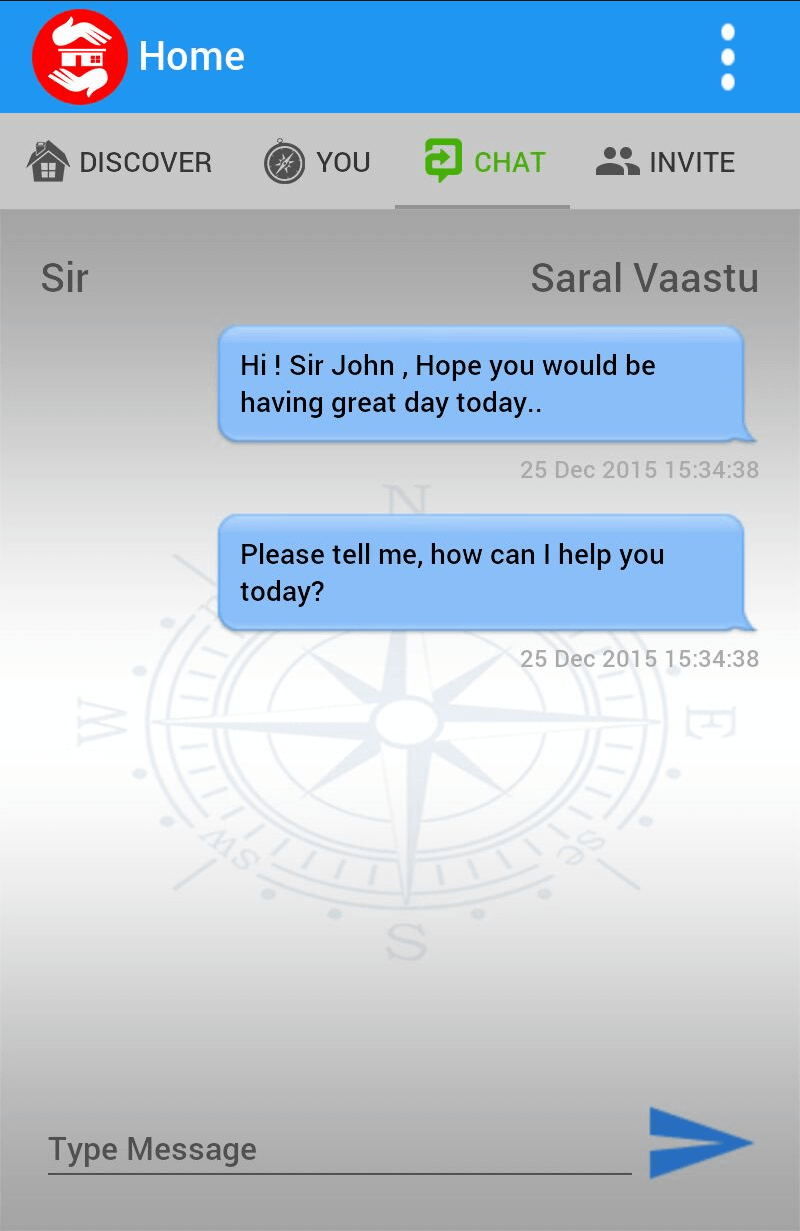 Home
DISCOVER YOU CHAT INVITE
Sir Saral Vaastu
Hi ! Sir John , Hope you would be
having great day today..
25 Dec 2015 15:34:38
N
Please tell me, how can I help you
today?
25 Dec 2015 15:34:38
W E
sw se
S
Type Message